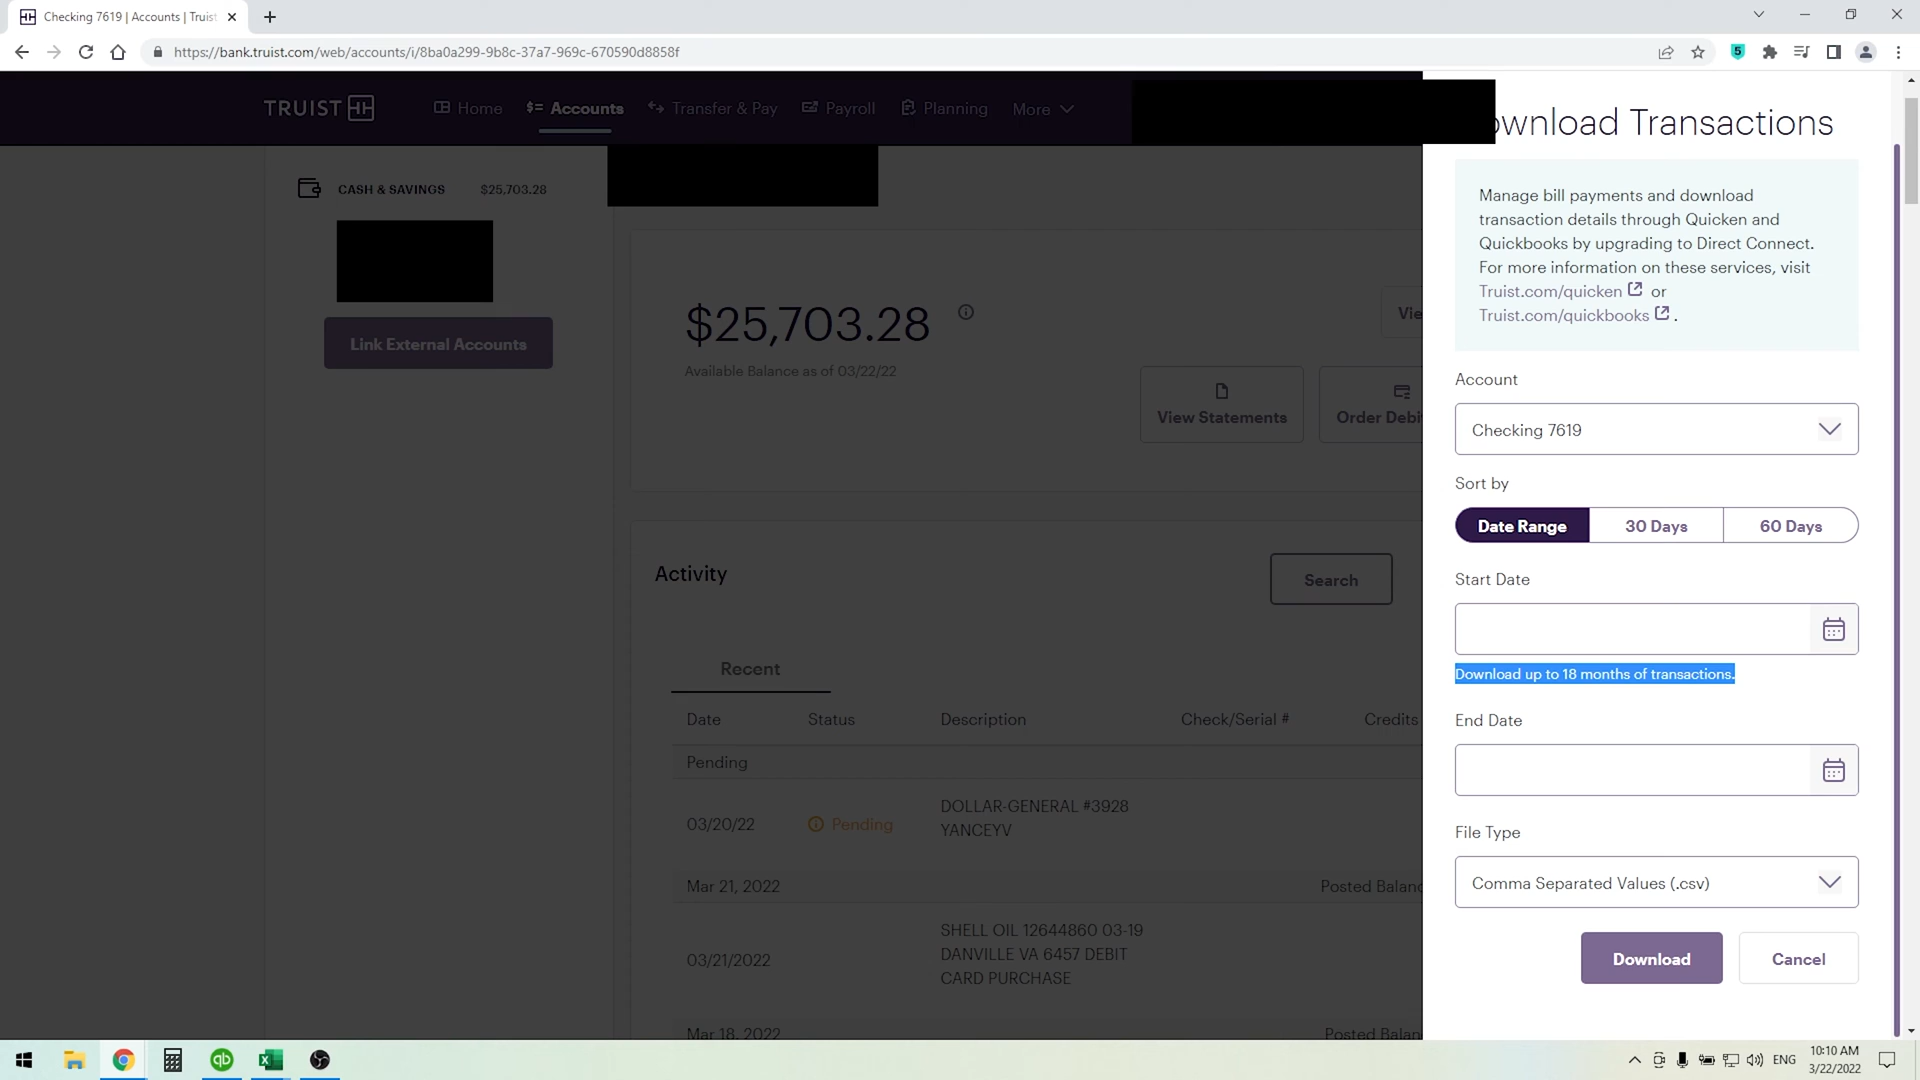 Checking 7619 | Accounts | Truist
https://bank.truist.com/web/accounts/i/8ba0a299-9b8c-37a7-969c-670590d8858f
5
TRUIST
Home
Accounts
Transfer & Pay
Payroll
Planning
More
CASH & SAVINGS $25,703.28
Link External Accounts
$25,703.28
Available Balance as of 03/22/22
View Statements
Activity
Search
Recent
Date Status Description Check/Serial # Credits
Pending
03/20/22 Pending DOLLAR-GENERAL #3928
YANCEYV
Mar 21, 2022 Posted
03/21/2022 SHELL OIL 12644860 03-19
DANVILLE VA 6457 DEBIT
CARD PURCHASE
Mar 18, 2022 Posted
Download Transactions
Manage bill payments and download
transaction details through Quicken and
Quickbooks by upgrading to Direct Connect.
For more information on these services, visit
Truist.com/quicken or
Truist.com/quickbooks .
Account
Checking 7619
Sort by
Date Range 30 Days 60 Days
Start Date
Download up to 18 months of transactions.
End Date
File Type
Comma Separated Values (.csv)
Download Cancel
qb
ENG
10:10 AM
3/22/2022